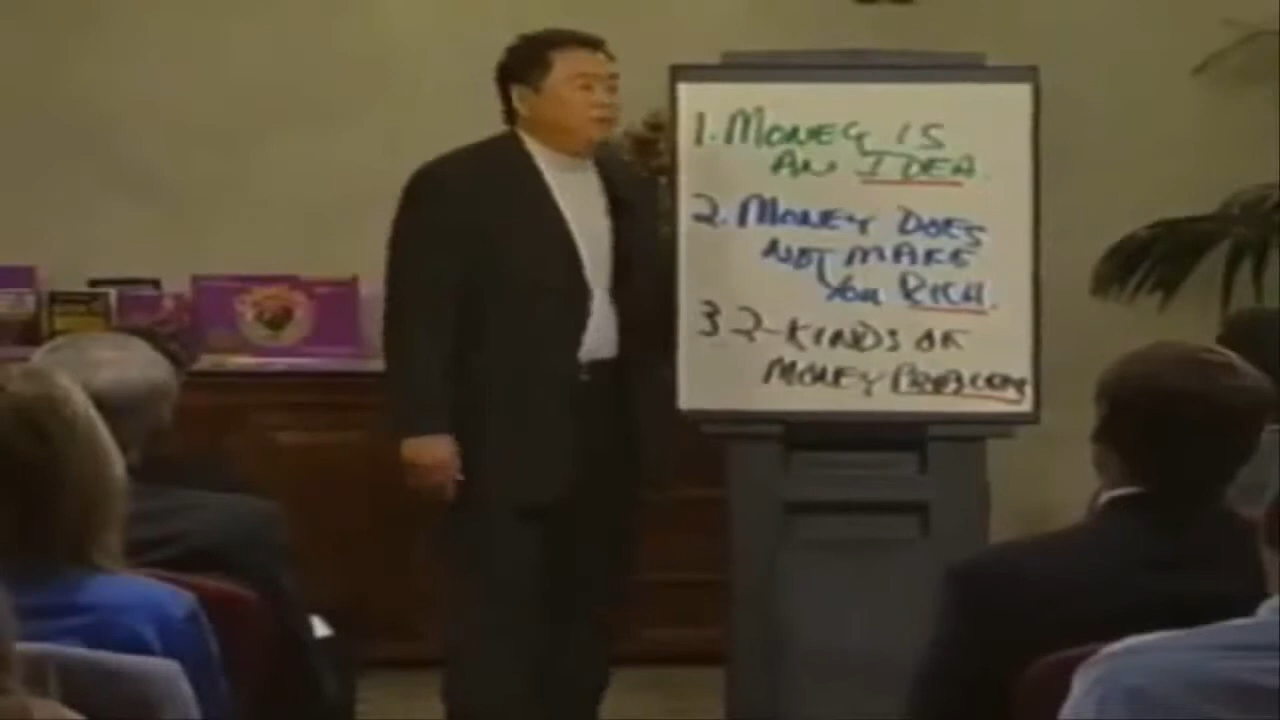 1. MONEY IS
AN IDEA.
2. MONEY DOES
NOT MAKE
YOU RICH.
3 2-KINDS OF
MONEY PROBLEMS